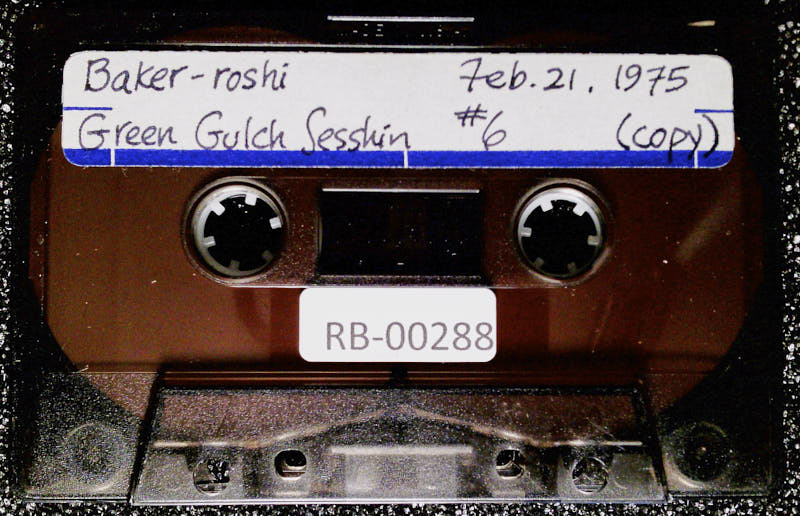 Baker-roshi Feb. 21. 1975
Green Gulch Sesshin #6 (copy)
RB-00288